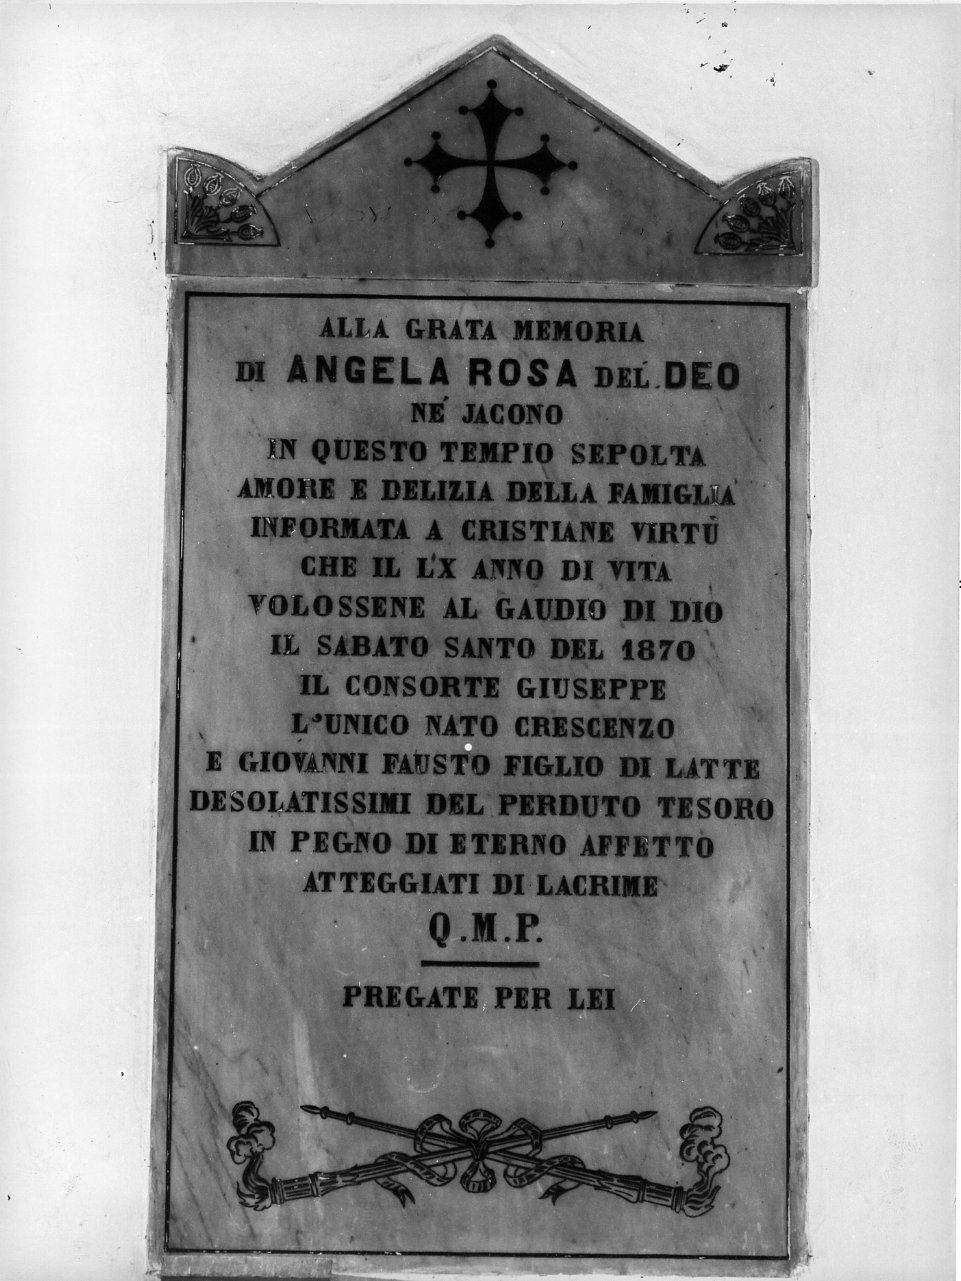 ALLA GRATA MEMORIA
DI ANGELA ROSA DEL DEO
NÉ JACONO
IN QUESTO TEMPIO, SEPOLTA
AMORE E DELIZIA DELLA FAMIGLIA
INFORMATA A CRISTIANE VIRTÙ
CHE IL LX ANNO DI VITA
VOLOSSENE AL GAUDIO DI DIO
IL SABATO SANTO DEL 1870
IL CONSORTE GIUSEPPE
L'UNICO NATO CRESCENZO
E GIOVANNI FAUSTO FIGLIO DI LATTE
DESOLATISSIMI DEL PERDUTO TESORO
IN PEGNO DI ETERNO AFFETTO
ATTEGGIATI DI LACRIME
Q.M.P.
PREGATE PER LEI